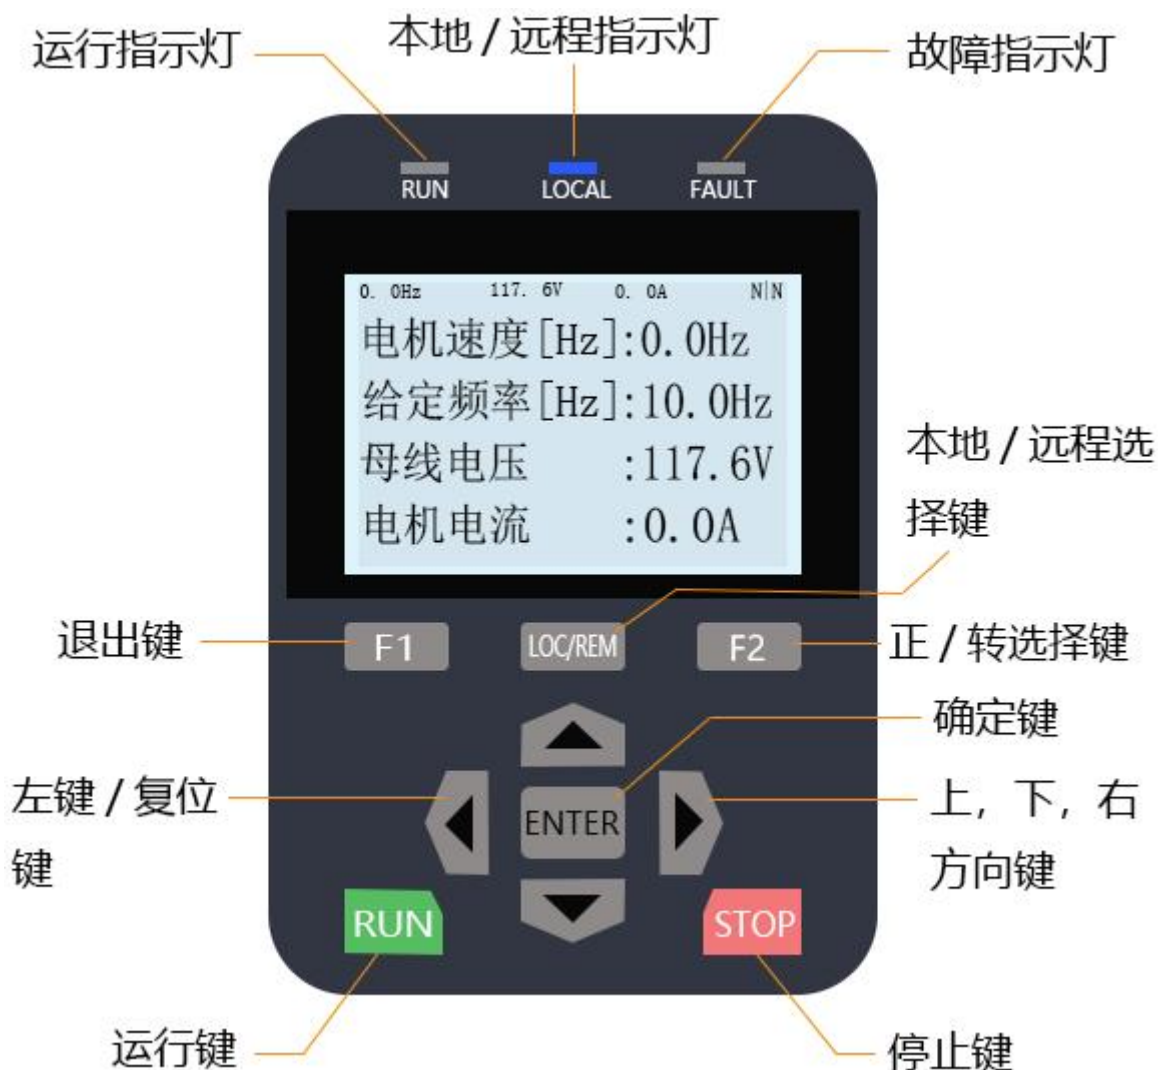 运行指示灯
本地 / 远程指示灯
故障指示灯
RUN
LOCAL
FAULT
0. 0Hz 117. 6V 0. 0A N|N
电机速度[Hz]:0.0Hz
给定频率[Hz]:10.0Hz
母线电压 :117.6V
电机电流 :0.0A
本地 / 远程选
择键
退出键
F1
LOC/REM
F2
正 / 转选择键
确定键
左键 / 复位
键
ENTER
上，下，右
方向键
RUN
STOP
运行键
停止键